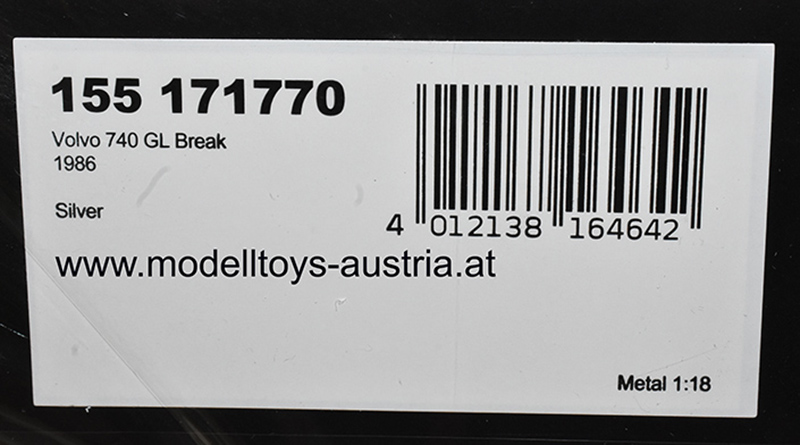 155 171770
Volvo 740 GL Break
1986
Silver
4 012138 164642
www.modelltoys-austria.at
Metal 1:18